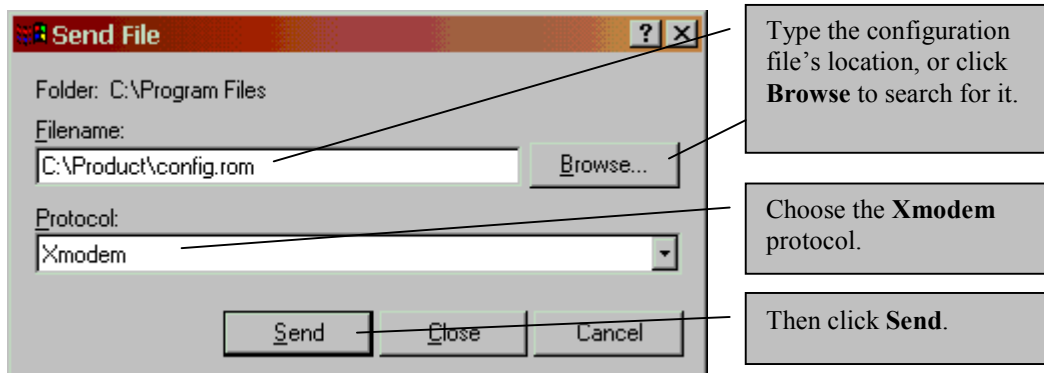 Send File
Folder: C:\Program Files
Filename:
C:\Product\config.rom
Browse...
Protocol:
Xmodem
Send
Close
Cancel
Type the configuration
file’s location, or click
Browse to search for it.
Choose the Xmodem
protocol.
Then click Send.